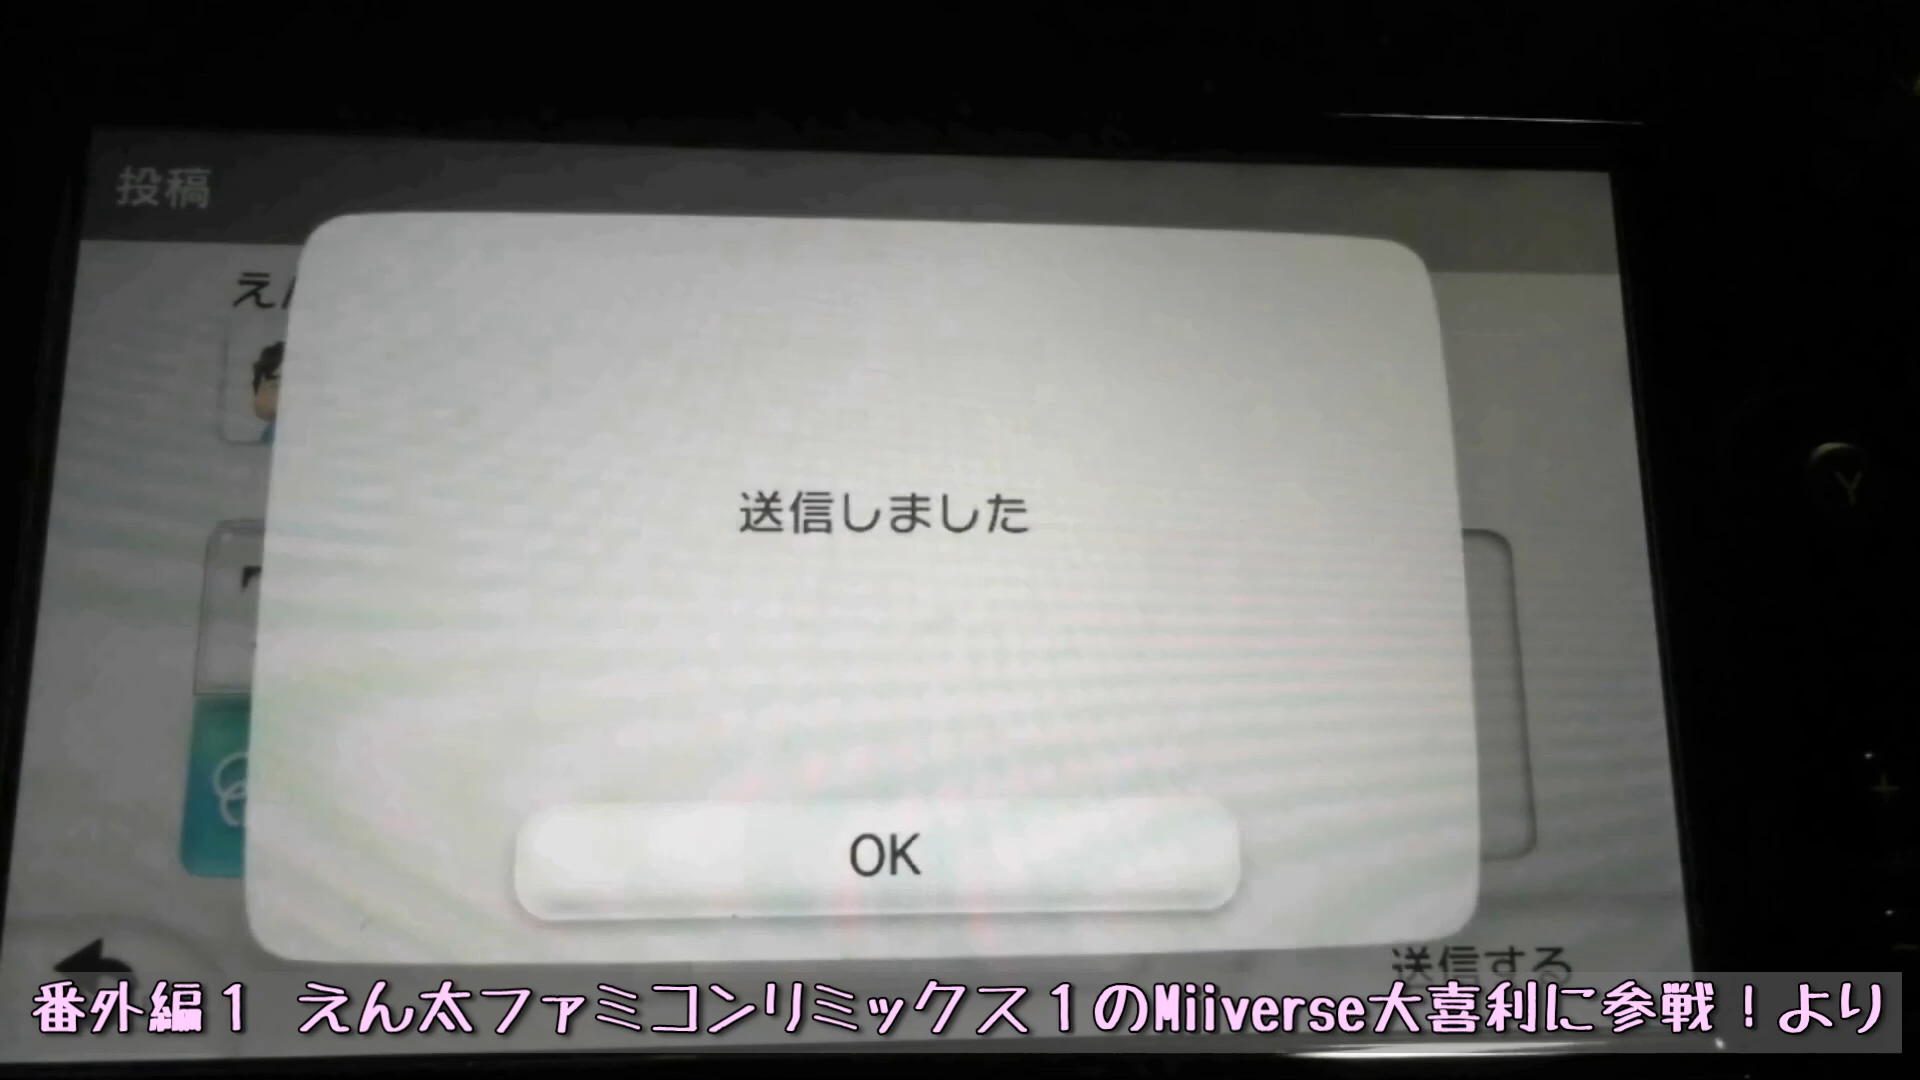 投稿
えん
送信しました
OK
送信する
Y
+
番外編１ えん太ファミコンリミックス１のMiiverse大喜利に参戦！より